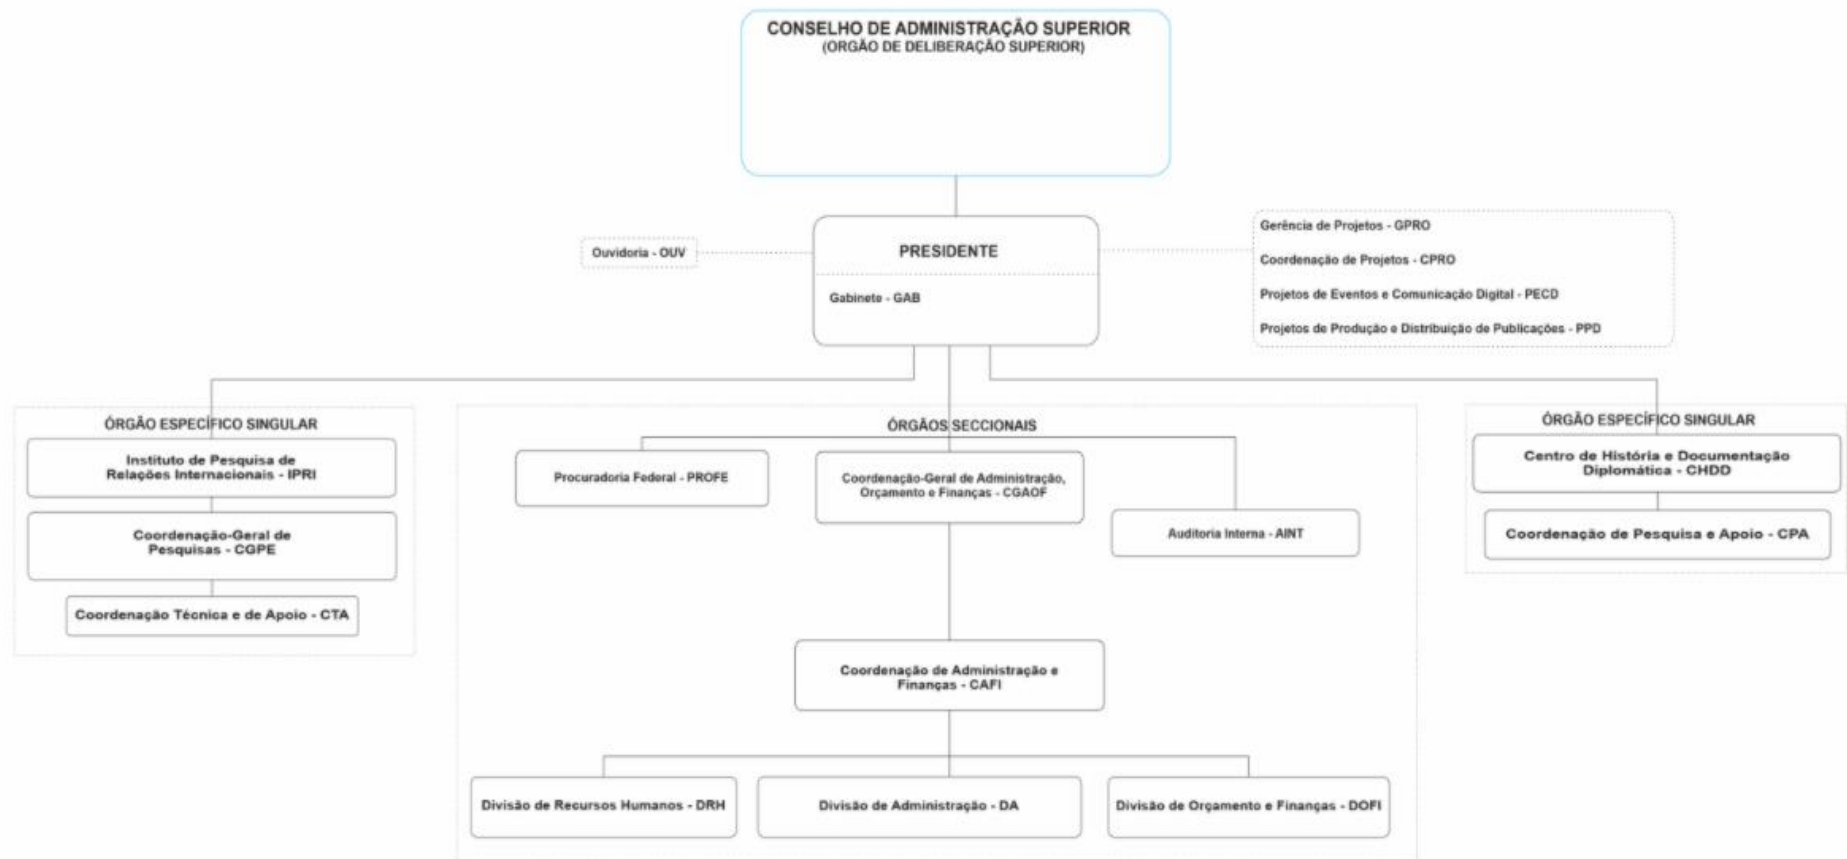 CONSELHO DE ADMINISTRAÇÃO SUPERIOR
(ORGÃO DE DELIBERAÇÃO SUPERIOR)
Ouvidoria - OUV
PRESIDENTE
Gabinete - GAB
Gerência de Projetos - GPRO
Coordenação de Projetos - CPRO
Projetos de Eventos e Comunicação Digital - PECD
Projetos de Produção e Distribuição de Publicações - PPD
ÓRGÃO ESPECÍFICO SINGULAR
Instituto de Pesquisa de
Relações Internacionais - IPRI
Coordenação-Geral de
Pesquisas - CGPE
Coordenação Técnica e de Apoio - CTA
ÓRGÃOS SECCIONAIS
Procuradoria Federal - PROFE
Coordenação-Geral de Administração,
Orçamento e Finanças - CGAOF
Auditoria Interna - AINT
Coordenação de Administração e
Finanças - CAFI
Divisão de Recursos Humanos - DRH
Divisão de Administração - DA
Divisão de Orçamento e Finanças - DOFI
ÓRGÃO ESPECÍFICO SINGULAR
Centro de História e Documentação
Diplomática - CHDD
Coordenação de Pesquisa e Apoio - CPA